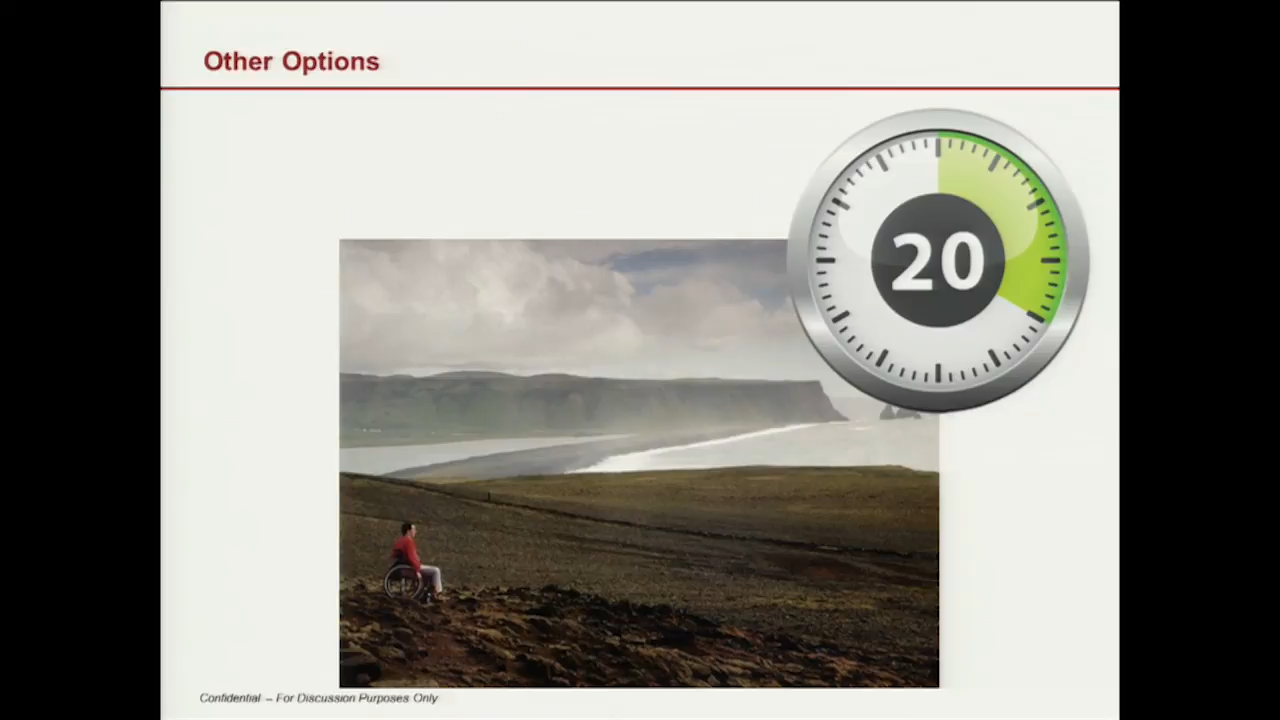 Other Options
20
Confidential – For Discussion Purposes Only